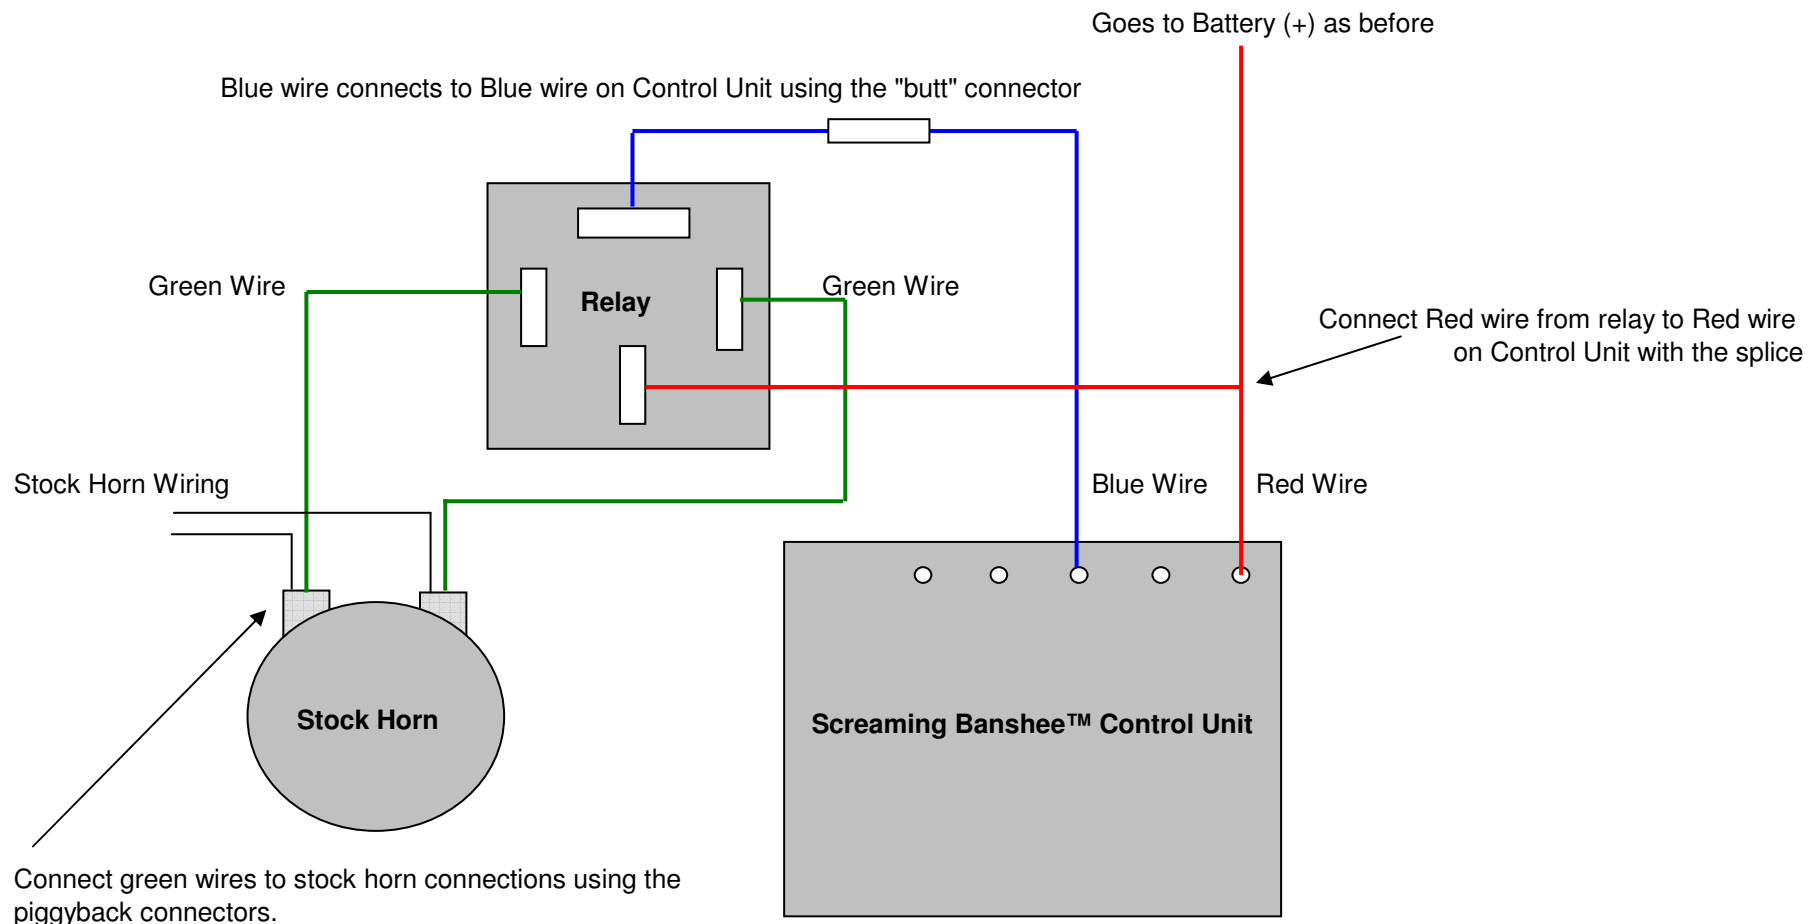 Goes to Battery (+) as before
Blue wire connects to Blue wire on Control Unit using the "butt" connector
Green Wire
Relay
Green Wire
Connect Red wire from relay to Red wire
on Control Unit with the splice
Stock Horn Wiring
Blue Wire
Red Wire
Stock Horn
Screaming Banshee™ Control Unit
Connect green wires to stock horn connections using the
piggyback connectors.